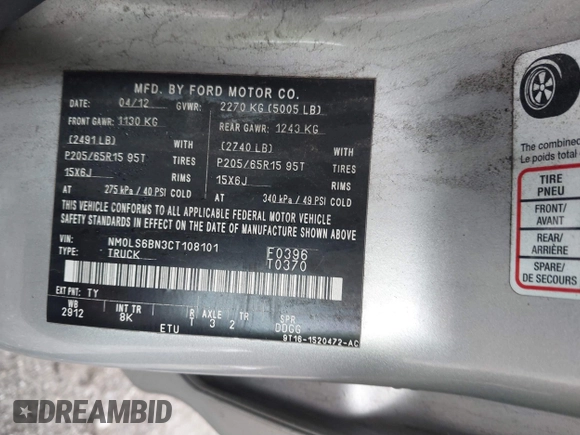 MFD. BY FORD MOTOR CO.
DATE: 04/12 GVWR: 2270 KG (5005 LB)
FRONT GAWR: 1130 KG REAR GAWR: 1243 KG
(2491 LB) WITH (2740 LB) WITH
P205/65R15 95T TIRES P205/65R15 95T TIRES
15X6J RIMS 15X6J RIMS
AT 275 kPa / 40 PSI COLD AT 340 kPa / 49 PSI COLD
THIS VEHICLE CONFORMS TO ALL APPLICABLE FEDERAL MOTOR VEHICLE
SAFETY STANDARDS IN EFFECT ON THE DATE OF MANUFACTURE SHOWN ABOVE.
VIN: NM0LS6BN3CT108101 F0396
TYPE: TRUCK T0370
EXT PNT: TY
WB INT TR R AXLE TR SPR
2912 8K 1 3 2 DDGG
ETU
9T16-1520472-AC
The combined
Le poids total
TIRE
PNEU
FRONT/
AVANT
REAR/
ARRIÈRE
SPARE/
DE SECOURS
DREAMBID